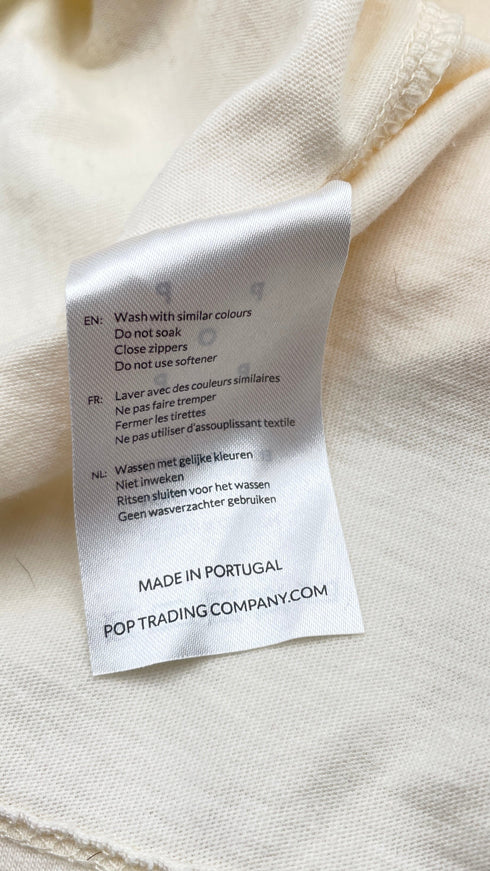 EN: Wash with similar colours
Do not soak
Close zippers
Do not use softener
FR: Laver avec des couleurs similaires
Ne pas faire tremper
Fermer les tirettes
Ne pas utiliser d'assouplissant textile
NL: Wassen met gelijke kleuren
Niet inweken
Ritsen sluiten voor het wassen
Geen wasverzachter gebruiken
MADE IN PORTUGAL
POP TRADING COMPANY.COM